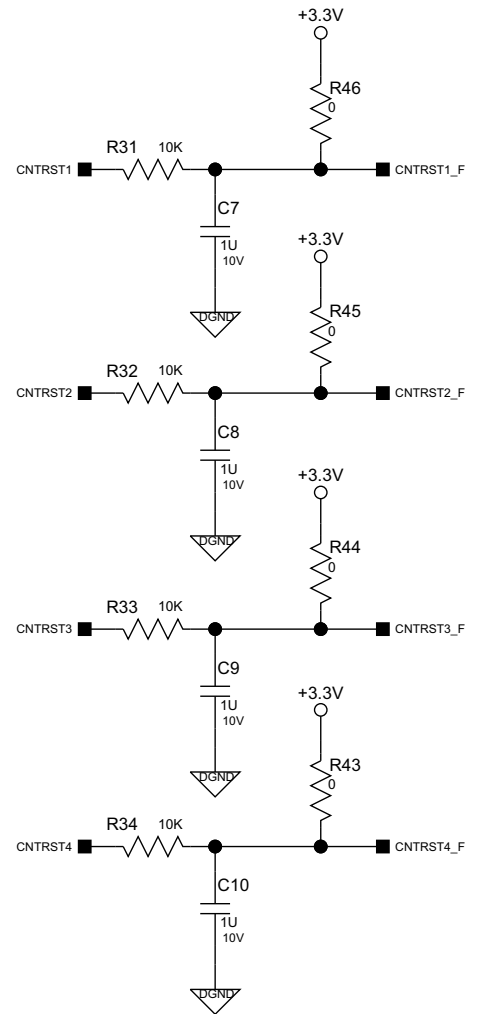 +3.3V
R46
0
R31 10K
CNTRST1 CNTRST1_F
C7
1U
10V
DGND
+3.3V
R45
0
R32 10K
CNTRST2 CNTRST2_F
C8
1U
10V
DGND
+3.3V
R44
0
R33 10K
CNTRST3 CNTRST3_F
C9
1U
10V
DGND
+3.3V
R43
0
R34 10K
CNTRST4 CNTRST4_F
C10
1U
10V
DGND